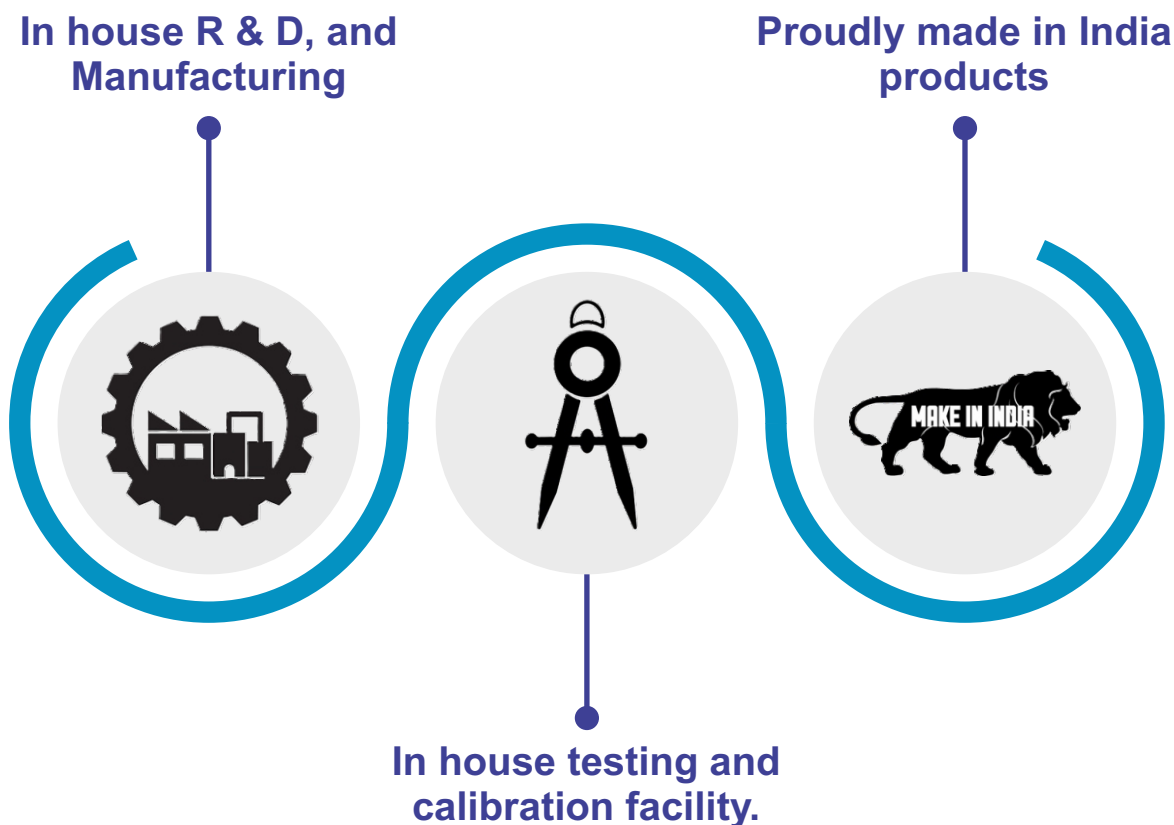 In house R & D, and
Manufacturing
Proudly made in India
products
MAKE IN INDIA
In house testing and
calibration facility.